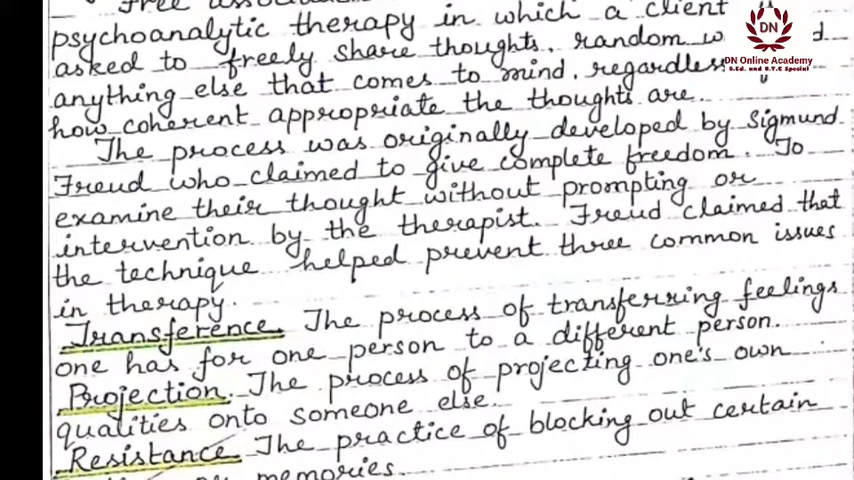 Free
psychoanalytic therapy in which a client
asked to freely share thoughts, random
anything else that comes to mind, regardless
how coherent appropriate the thoughts are.
The process was originally developed by Sigmund
Freud who claimed to give complete freedom. To
examine their thought without prompting or
intervention by the therapist. Freud claimed that
the technique helped prevent three common issues
in therapy.
Transference. The process of transferring feelings
one has for one person to a different person.
Projection. The process of projecting one's own
qualities onto someone else.
Resistance The practice of blocking out certain
memories.
DN
DN Online Academy
B.Ed. and B.T.C Special